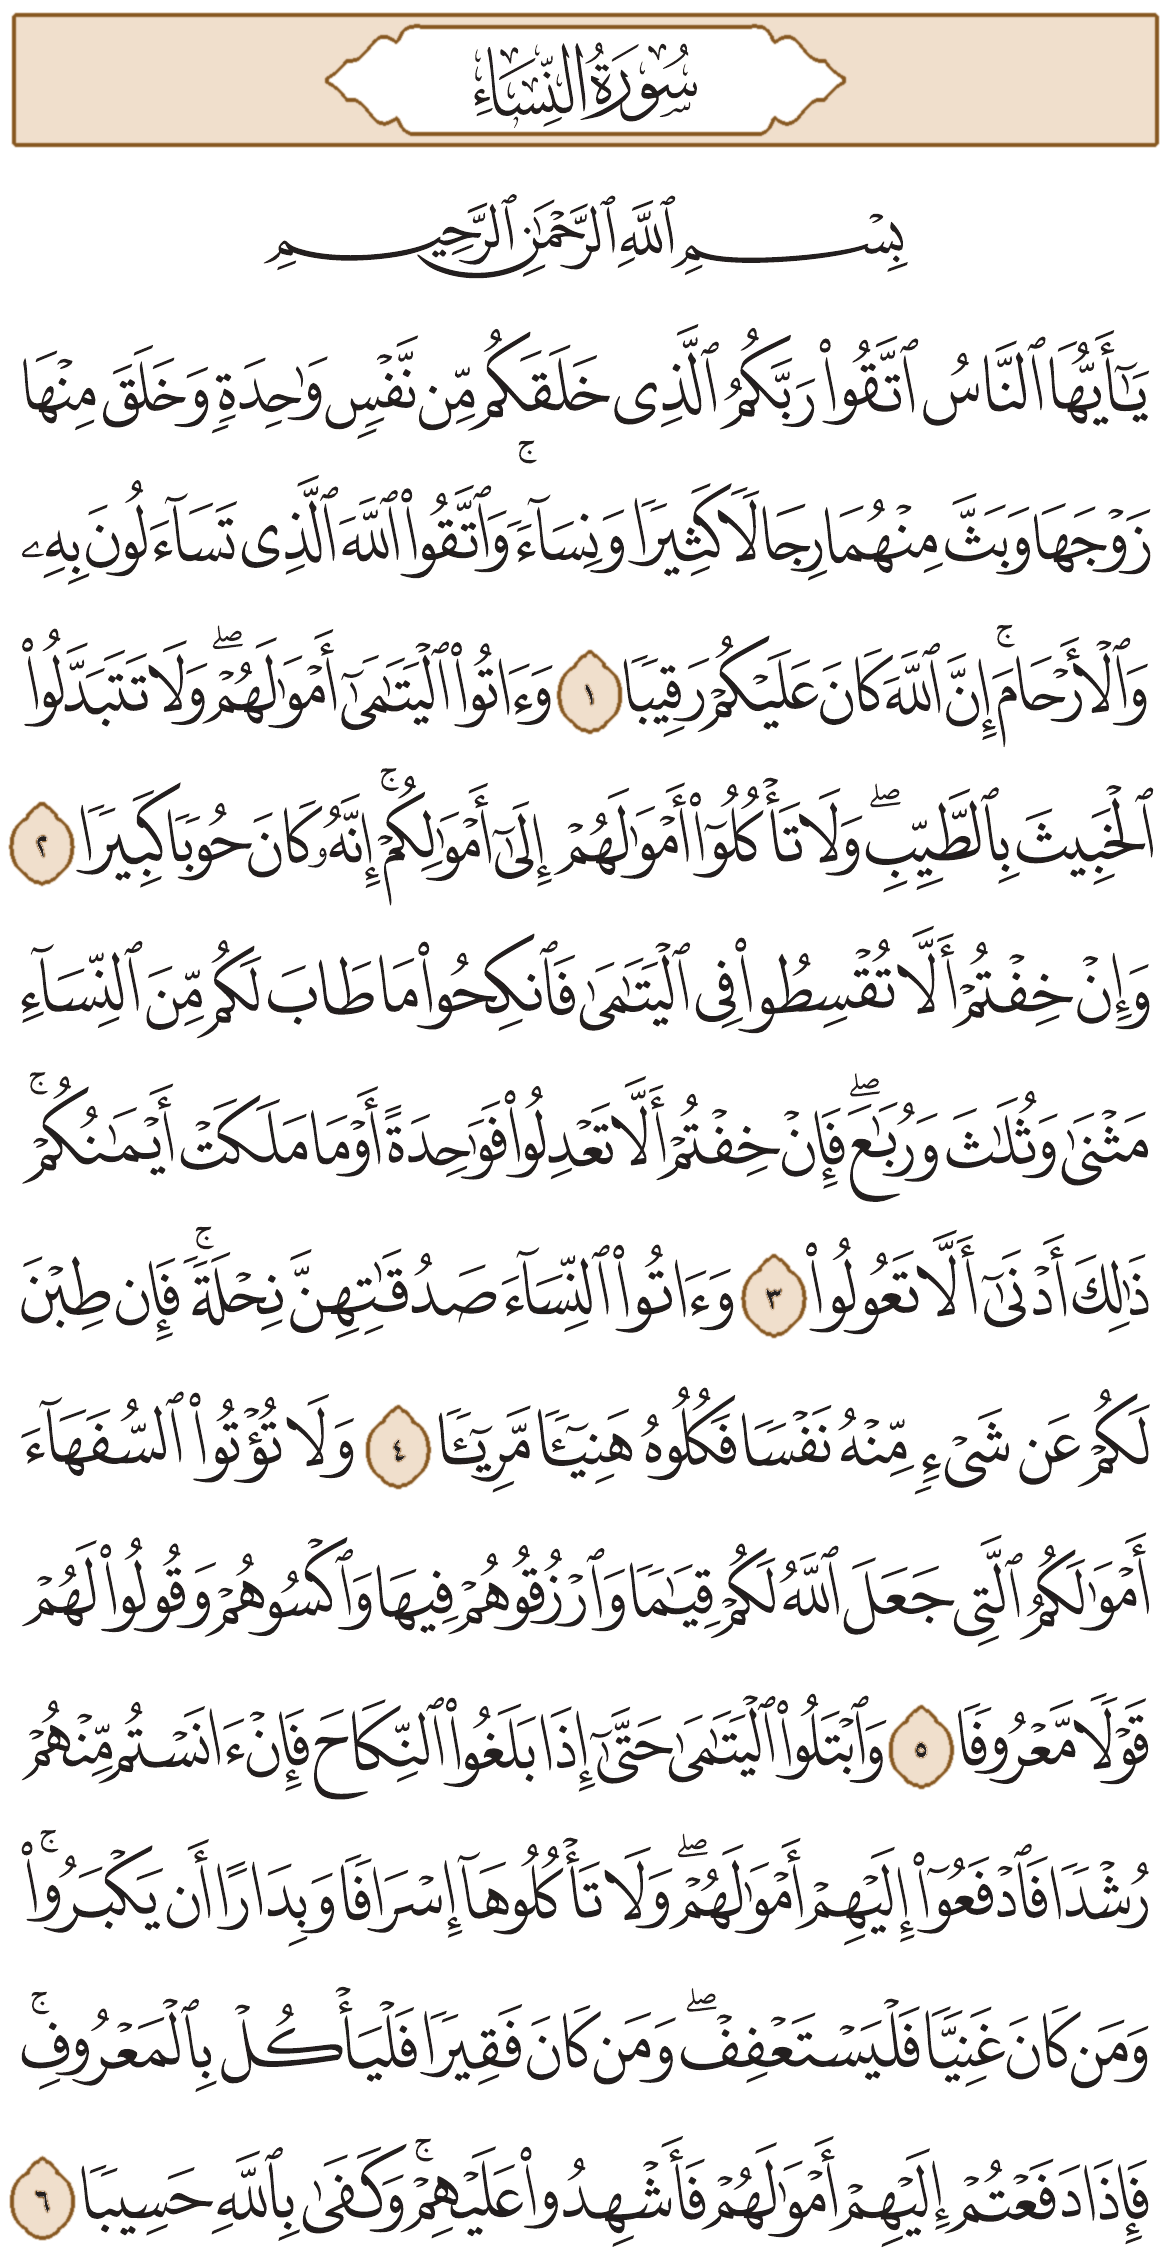 سُورَةُ النِّسَاءِ
بِسْمِ ٱللَّهِ ٱلرَّحْمَٰنِ ٱلرَّحِيمِ
يَٰٓأَيُّهَا ٱلنَّاسُ ٱتَّقُوا۟ رَبَّكُمُ ٱلَّذِى خَلَقَكُم مِّن نَّفْسٍ وَٰحِدَةٍ وَخَلَقَ مِنْهَا
زَوْجَهَا وَبَثَّ مِنْهُمَا رِجَالًا كَثِيرًا وَنِسَآءً ۚ وَٱتَّقُوا۟ ٱللَّهَ ٱلَّذِى تَسَآءَلُونَ بِهِۦ
وَٱلْأَرْحَامَ ۚ إِنَّ ٱللَّهَ كَانَ عَلَيْكُمْ رَقِيبًا ١ وَءَاتُوا۟ ٱلْيَتَٰمَىٰٓ أَمْوَٰلَهُمْ ۖ وَلَا تَتَبَدَّلُوا۟
ٱلْخَبِيثَ بِٱلطَّيِّبِ ۖ وَلَا تَأْكُلُوٓا۟ أَمْوَٰلَهُمْ إِلَىٰٓ أَمْوَٰلِكُمْ ۚ إِنَّهُۥ كَانَ حُوبًا كَبِيرًا ٢
وَإِنْ خِفْتُمْ أَلَّا تُقْسِطُوا۟ فِى ٱلْيَتَٰمَىٰ فَٱنكِحُوا۟ مَا طَابَ لَكُم مِّنَ ٱلنِّسَآءِ
مَثْنَىٰ وَثُلَٰثَ وَرُبَٰعَ ۖ فَإِنْ خِفْتُمْ أَلَّا تَعْدِلُوا۟ فَوَٰحِدَةً أَوْ مَا مَلَكَتْ أَيْمَٰنُكُمْ ۚ
ذَٰلِكَ أَدْنَىٰٓ أَلَّا تَعُولُوا۟ ٣ وَءَاتُوا۟ ٱلنِّسَآءَ صَدُقَٰتِهِنَّ نِحْلَةً ۚ فَإِن طِبْنَ
لَكُمْ عَن شَىْءٍ مِّنْهُ نَفْسًا فَكُلُوهُ هَنِيٓـًٔا مَّرِيٓـًٔا ٤ وَلَا تُؤْتُوا۟ ٱلسُّفَهَآءَ
أَمْوَٰلَكُمُ ٱلَّتِى جَعَلَ ٱللَّهُ لَكُمْ قِيَٰمًا وَٱرْزُقُوهُمْ فِيهَا وَٱكْسُوهُمْ وَقُولُوا۟ لَهُمْ
قَوْلًا مَّعْرُوفًا ٥ وَٱبْتَلُوا۟ ٱلْيَتَٰمَىٰ حَتَّىٰٓ إِذَا بَلَغُوا۟ ٱلنِّكَاحَ فَإِنْ ءَانَسْتُم مِّنْهُمْ
رُشْدًا فَٱدْفَعُوٓا۟ إِلَيْهِمْ أَمْوَٰلَهُمْ ۖ وَلَا تَأْكُلُوهَآ إِسْرَافًا وَبِدَارًا أَن يَكْبَرُوا۟ ۚ
وَمَن كَانَ غَنِيًّا فَلْيَسْتَعْفِفْ ۖ وَمَن كَانَ فَقِيرًا فَلْيَأْكُلْ بِٱلْمَعْرُوفِ ۚ
فَإِذَا دَفَعْتُمْ إِلَيْهِمْ أَمْوَٰلَهُمْ فَأَشْهِدُوا۟ عَلَيْهِمْ ۚ وَكَفَىٰ بِٱللَّهِ حَسِيبًا ٦